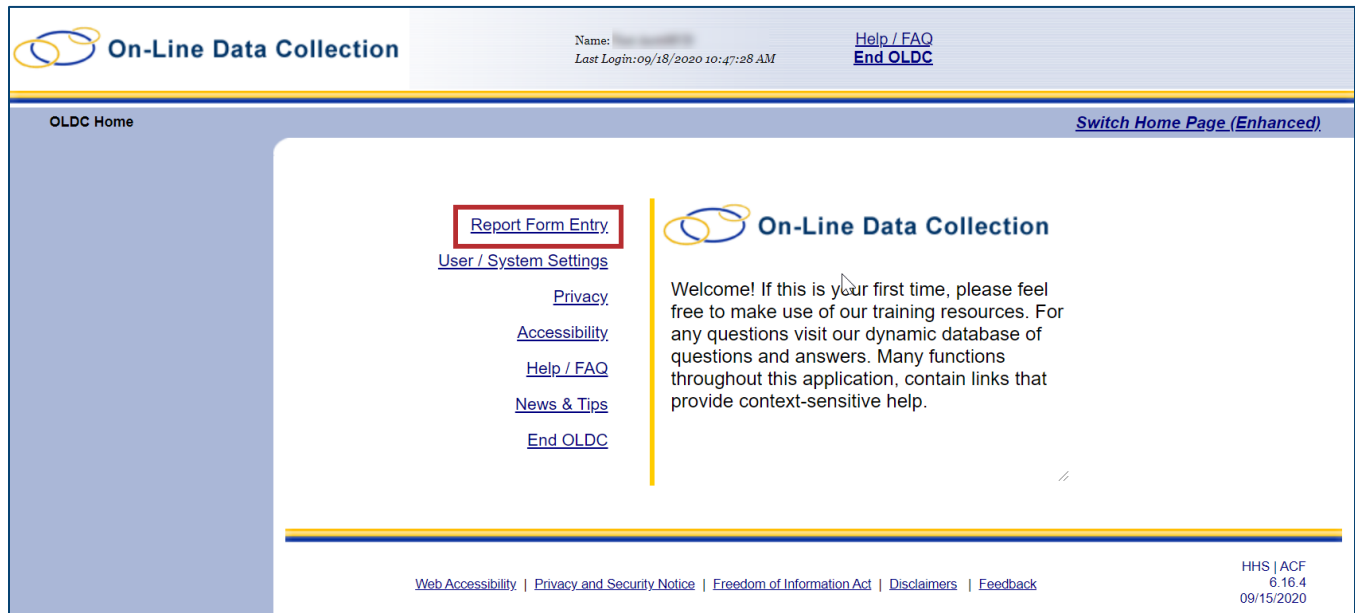 On-Line Data Collection
Name:
Last Login:09/18/2020 10:47:28 AM
Help / FAQ
End OLDC
OLDC Home
Switch Home Page (Enhanced)
Report Form Entry
User / System Settings
Privacy
Accessibility
Help / FAQ
News & Tips
End OLDC
On-Line Data Collection
Welcome! If this is your first time, please feel
free to make use of our training resources. For
any questions visit our dynamic database of
questions and answers. Many functions
throughout this application, contain links that
provide context-sensitive help.
Web Accessibility | Privacy and Security Notice | Freedom of Information Act | Disclaimers | Feedback
HHS | ACF
6.16.4
09/15/2020